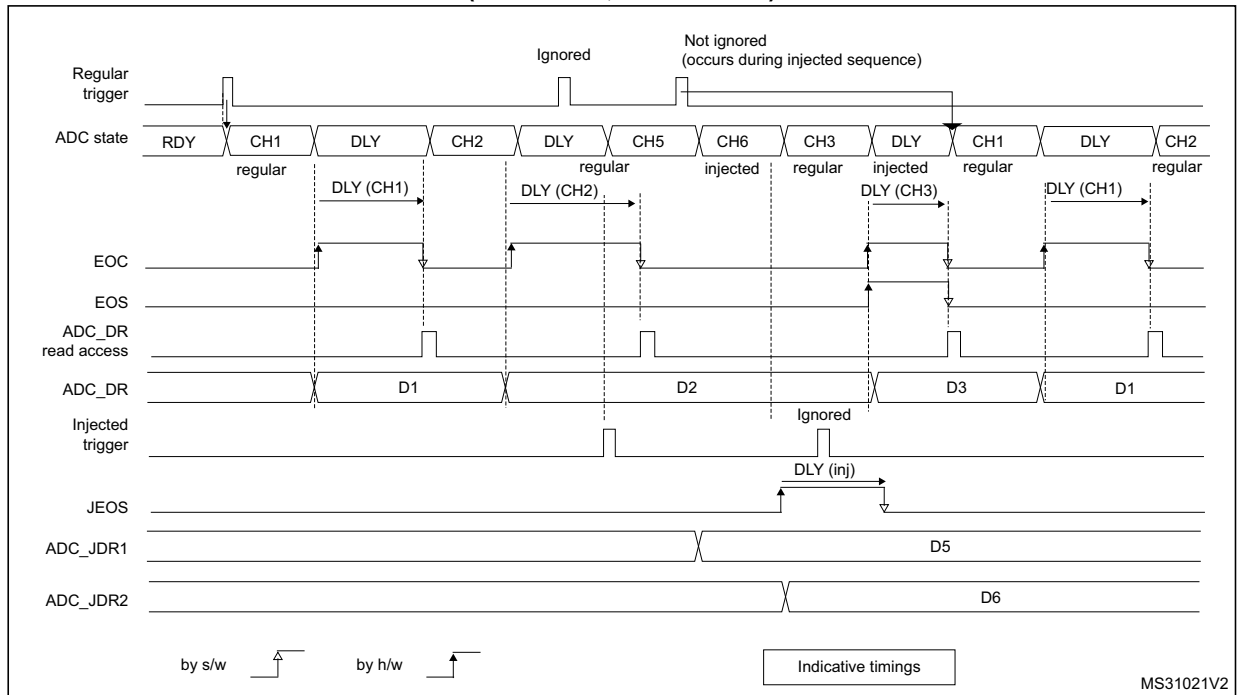 Regular
trigger
Ignored
Not ignored
(occurs during injected sequence)
ADC state
RDY CH1 DLY CH2 DLY CH5 CH6 CH3 DLY CH1 DLY CH2
regular regular injected regular injected regular regular
DLY (CH1) DLY (CH2) DLY (CH3) DLY (CH1)
EOC
EOS
ADC_DR
read access
ADC_DR D1 D2 D3 D1
Injected
trigger
Ignored
DLY (inj)
JEOS
ADC_JDR1 D5
ADC_JDR2 D6
by s/w by h/w Indicative timings
MS31021V2